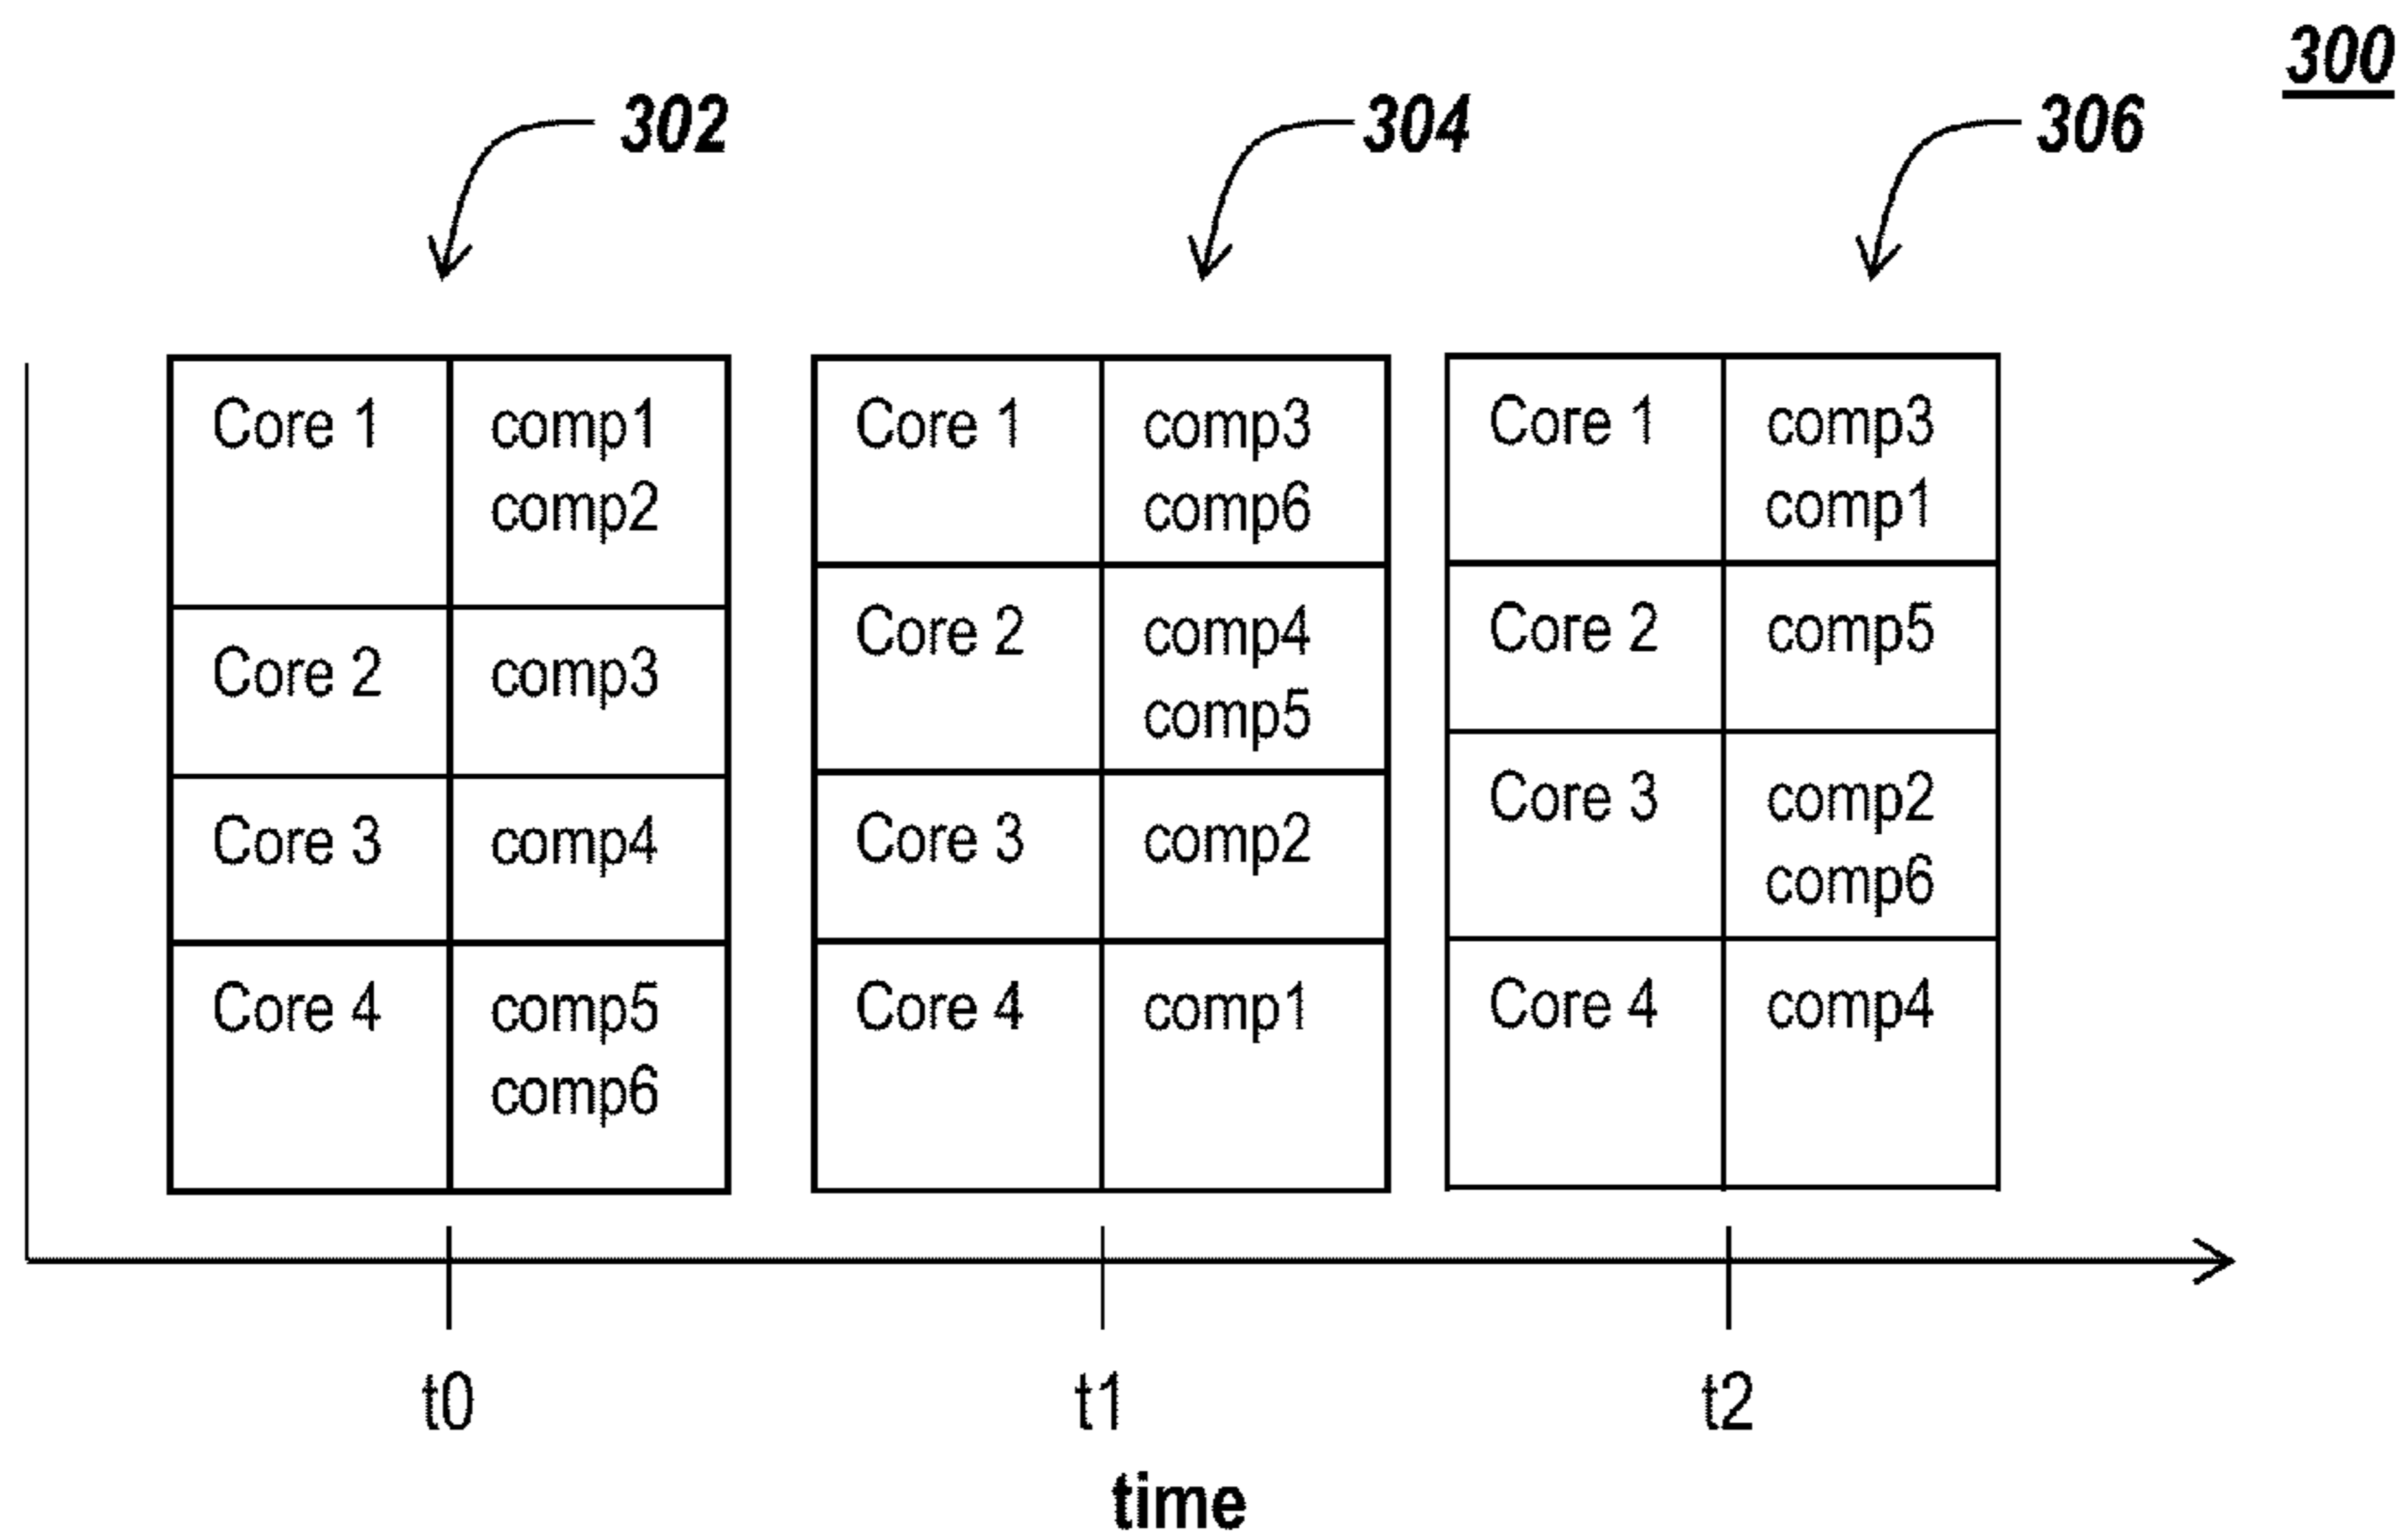 300
302
304
306
Core 1 comp1
comp2
Core 2 comp3
Core 3 comp4
Core 4 comp5
comp6
Core 1 comp3
comp6
Core 2 comp4
comp5
Core 3 comp2
Core 4 comp1
Core 1 comp3
comp1
Core 2 comp5
Core 3 comp2
comp6
Core 4 comp4
t0
t1
t2
time